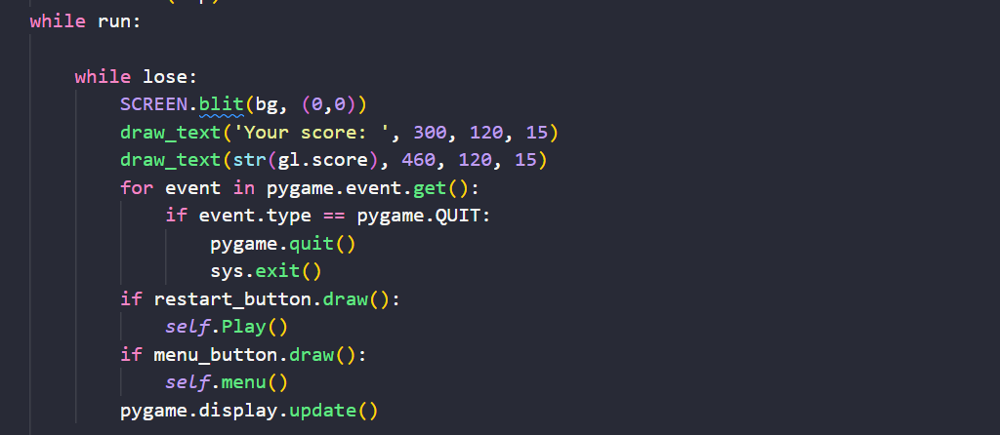 while run:
while lose:
SCREEN.blit(bg, (0,0))
draw_text('Your score: ', 300, 120, 15)
draw_text(str(gl.score), 460, 120, 15)
for event in pygame.event.get():
if event.type == pygame.QUIT:
pygame.quit()
sys.exit()
if restart_button.draw():
self.Play()
if menu_button.draw():
self.menu()
pygame.display.update()